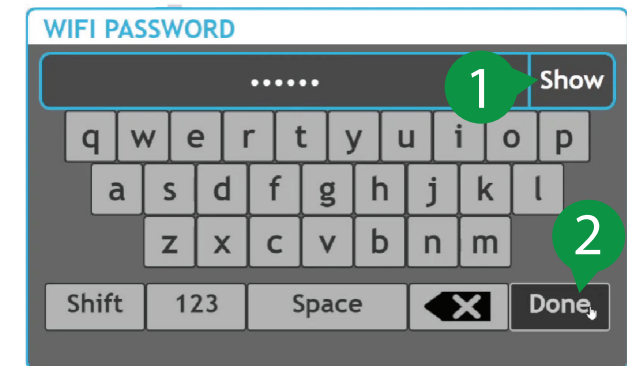 WIFI PASSWORD
•••••• 1 Show
q w e r t y u i o p
a s d f g h j k l
z x c v b n m 2
Shift 123 Space Done